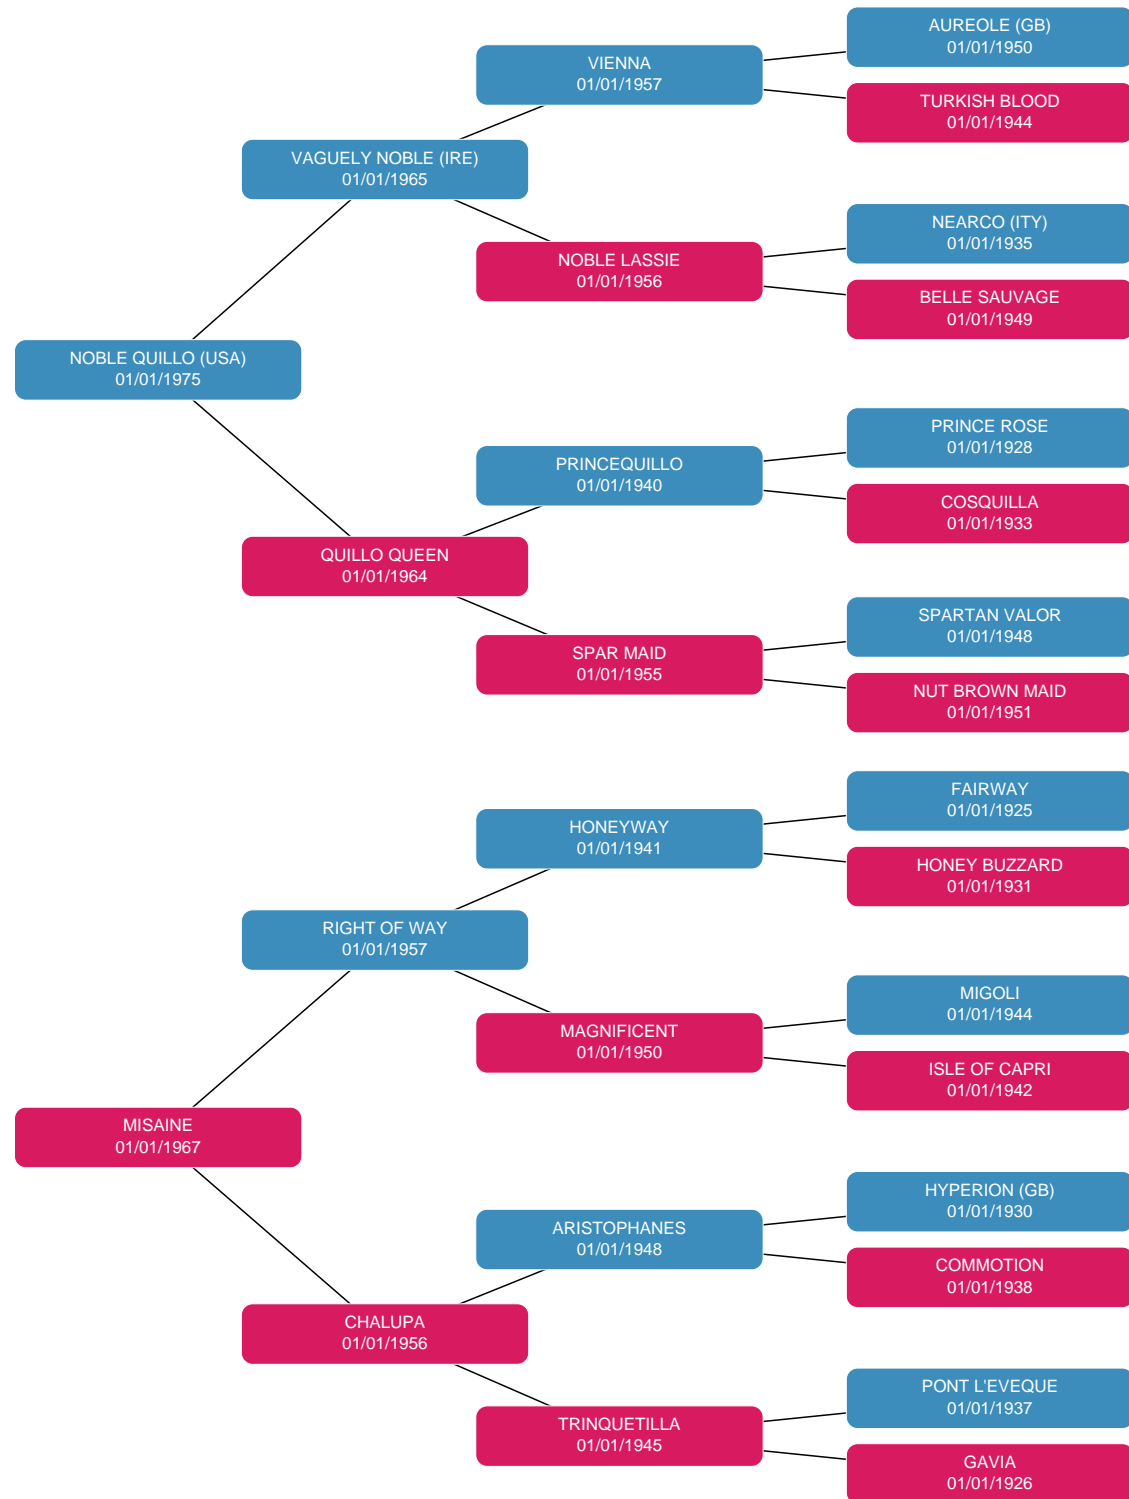 AUREOLE (GB)
01/01/1950
VIENNA
01/01/1957
TURKISH BLOOD
01/01/1944
VAGUELY NOBLE (IRE)
01/01/1965
NEARCO (ITY)
01/01/1935
NOBLE LASSIE
01/01/1956
BELLE SAUVAGE
01/01/1949
NOBLE QUILLO (USA)
01/01/1975
PRINCE ROSE
01/01/1928
PRINCEQUILLO
01/01/1940
COSQUILLA
01/01/1933
QUILLO QUEEN
01/01/1964
SPARTAN VALOR
01/01/1948
SPAR MAID
01/01/1955
NUT BROWN MAID
01/01/1951
FAIRWAY
01/01/1925
HONEYWAY
01/01/1941
HONEY BUZZARD
01/01/1931
RIGHT OF WAY
01/01/1957
MIGOLI
01/01/1944
MAGNIFICENT
01/01/1950
ISLE OF CAPRI
01/01/1942
MISAINE
01/01/1967
HYPERION (GB)
01/01/1930
ARISTOPHANES
01/01/1948
COMMOTION
01/01/1938
CHALUPA
01/01/1956
PONT L'EVEQUE
01/01/1937
TRINQUETILLA
01/01/1945
GAVIA
01/01/1926